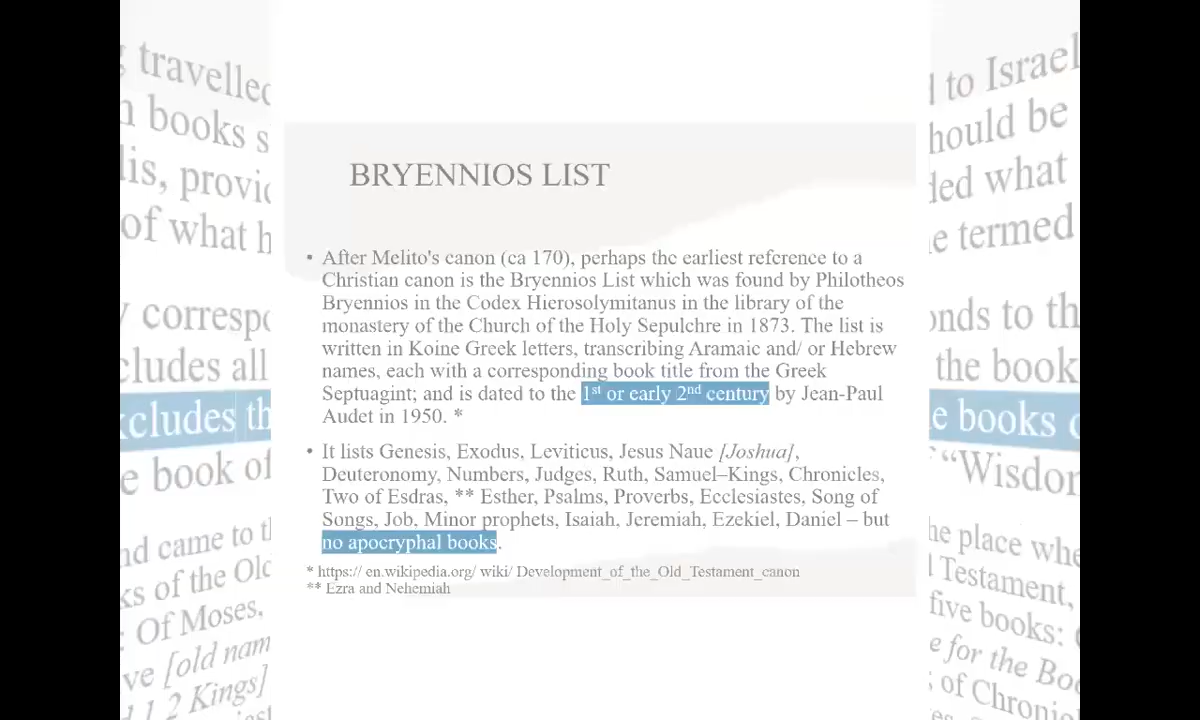 travelled
books s
lis, provid
of what h
corresp
cludes all
cludes th
book of
nd came to t
ks of the Old
Of Moses,
ve [old nam
1 2 Kings]
BRYENNIOS LIST
• After Melito's canon (ca 170), perhaps the earliest reference to a
Christian canon is the Bryennios List which was found by Philotheos
Bryennios in the Codex Hierosolymitanus in the library of the
monastery of the Church of the Holy Sepulchre in 1873. The list is
written in Koine Greek letters, transcribing Aramaic and/ or Hebrew
names, each with a corresponding book title from the Greek
Septuagint; and is dated to the 1st or early 2nd century by Jean-Paul
Audet in 1950. *
• It lists Genesis, Exodus, Leviticus, Jesus Naue [Joshua],
Deuteronomy, Numbers, Judges, Ruth, Samuel–Kings, Chronicles,
Two of Esdras, ** Esther, Psalms, Proverbs, Ecclesiastes, Song of
Songs, Job, Minor prophets, Isaiah, Jeremiah, Ezekiel, Daniel – but
no apocryphal books.
* https:// en.wikipedia.org/ wiki/ Development_of_the_Old_Testament_canon
** Ezra and Nehemiah
to Israel
hould be
ded what
e termed
onds to th
the book
e books
"Wisdom
he place whe
Testament,
five books:
e for the Boo
of Chroni